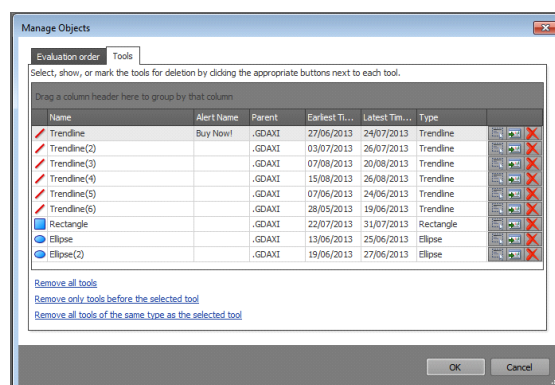 Manage Objects
Evaluation order Tools
Select, show, or mark the tools for deletion by clicking the appropriate buttons next to each tool.
Drag a column header here to group by that column
Name Alert Name Parent Earliest Ti... Latest Tim... Type
Trendline Buy Now! .GDAXI 27/06/2013 24/07/2013 Trendline
Trendline(2) .GDAXI 03/07/2013 26/07/2013 Trendline
Trendline(3) .GDAXI 07/08/2013 20/08/2013 Trendline
Trendline(4) .GDAXI 15/08/2013 26/08/2013 Trendline
Trendline(5) .GDAXI 07/06/2013 24/06/2013 Trendline
Trendline(6) .GDAXI 28/05/2013 19/06/2013 Trendline
Rectangle .GDAXI 22/07/2013 31/07/2013 Rectangle
Ellipse .GDAXI 13/06/2013 25/06/2013 Ellipse
Ellipse(2) .GDAXI 19/06/2013 27/06/2013 Ellipse
Remove all tools
Remove only tools before the selected tool
Remove all tools of the same type as the selected tool
OK Cancel